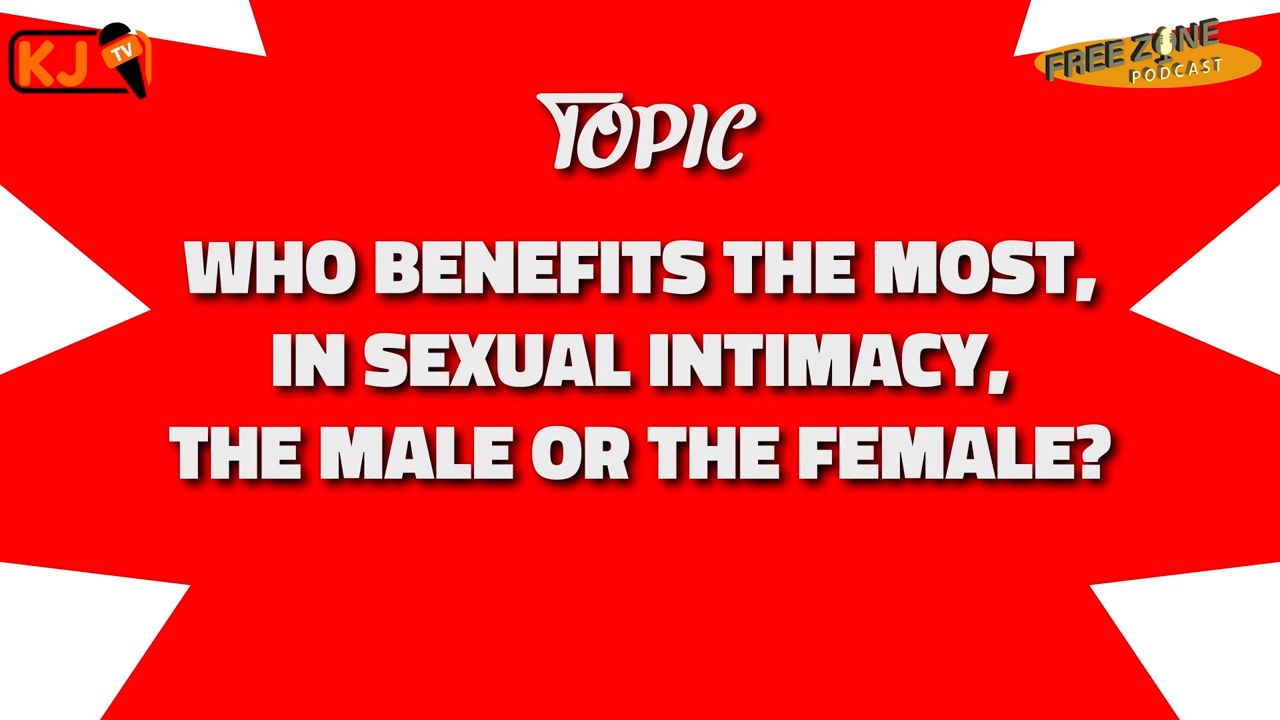 KJ TV
FREE ZONE
PODCAST
TOPIC
WHO BENEFITS THE MOST,
IN SEXUAL INTIMACY,
THE MALE OR THE FEMALE?